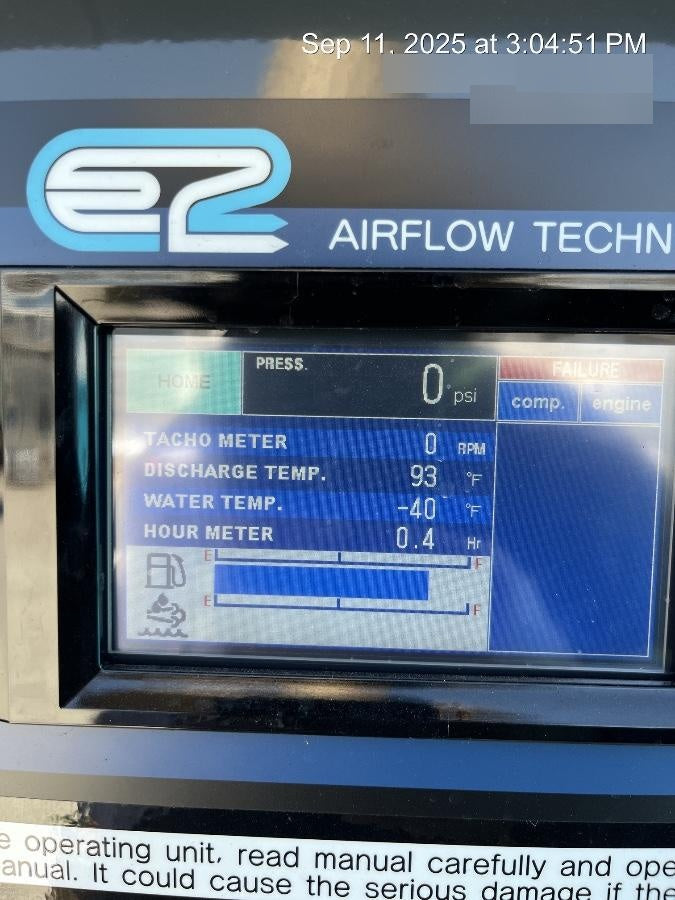 Sep 11, 2025 at 3:04:51 PM
e2
AIRFLOW TECHN
HOME
PRESS.
0 psi
FAILURE
comp. engine
TACHO METER 0 RPM
DISCHARGE TEMP. 93 °F
WATER TEMP. -40 °F
HOUR METER 0.4 Hr
E F
E F
e operating unit, read manual carefully and ope
anual. It could cause the serious damage if the